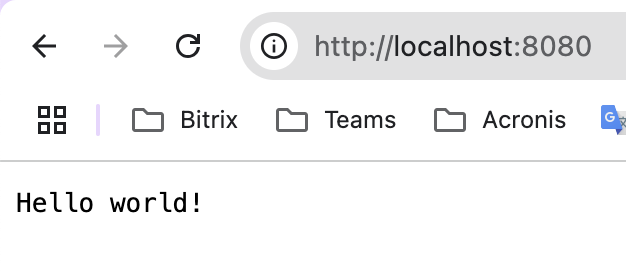 http://localhost:8080
Bitrix Teams Acronis
Hello world!